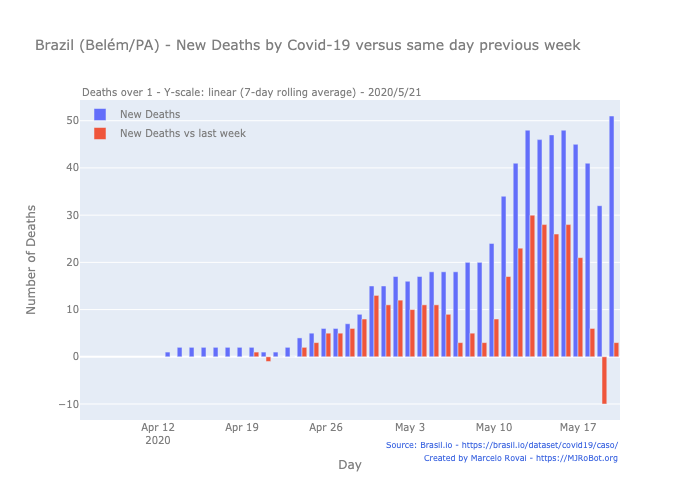 Brazil (Belém/PA) - New Deaths by Covid-19 versus same day previous week
Deaths over 1 - Y-scale: linear (7-day rolling average) - 2020/5/21
New Deaths
New Deaths vs last week
Number of Deaths
50
40
30
20
10
0
−10
Apr 12 Apr 19 Apr 26 May 3 May 10 May 17
2020
Source: Brasil.io - https://brasil.io/dataset/covid19/caso/
Created by Marcelo Rovai - https://MJRoBot.org
Day